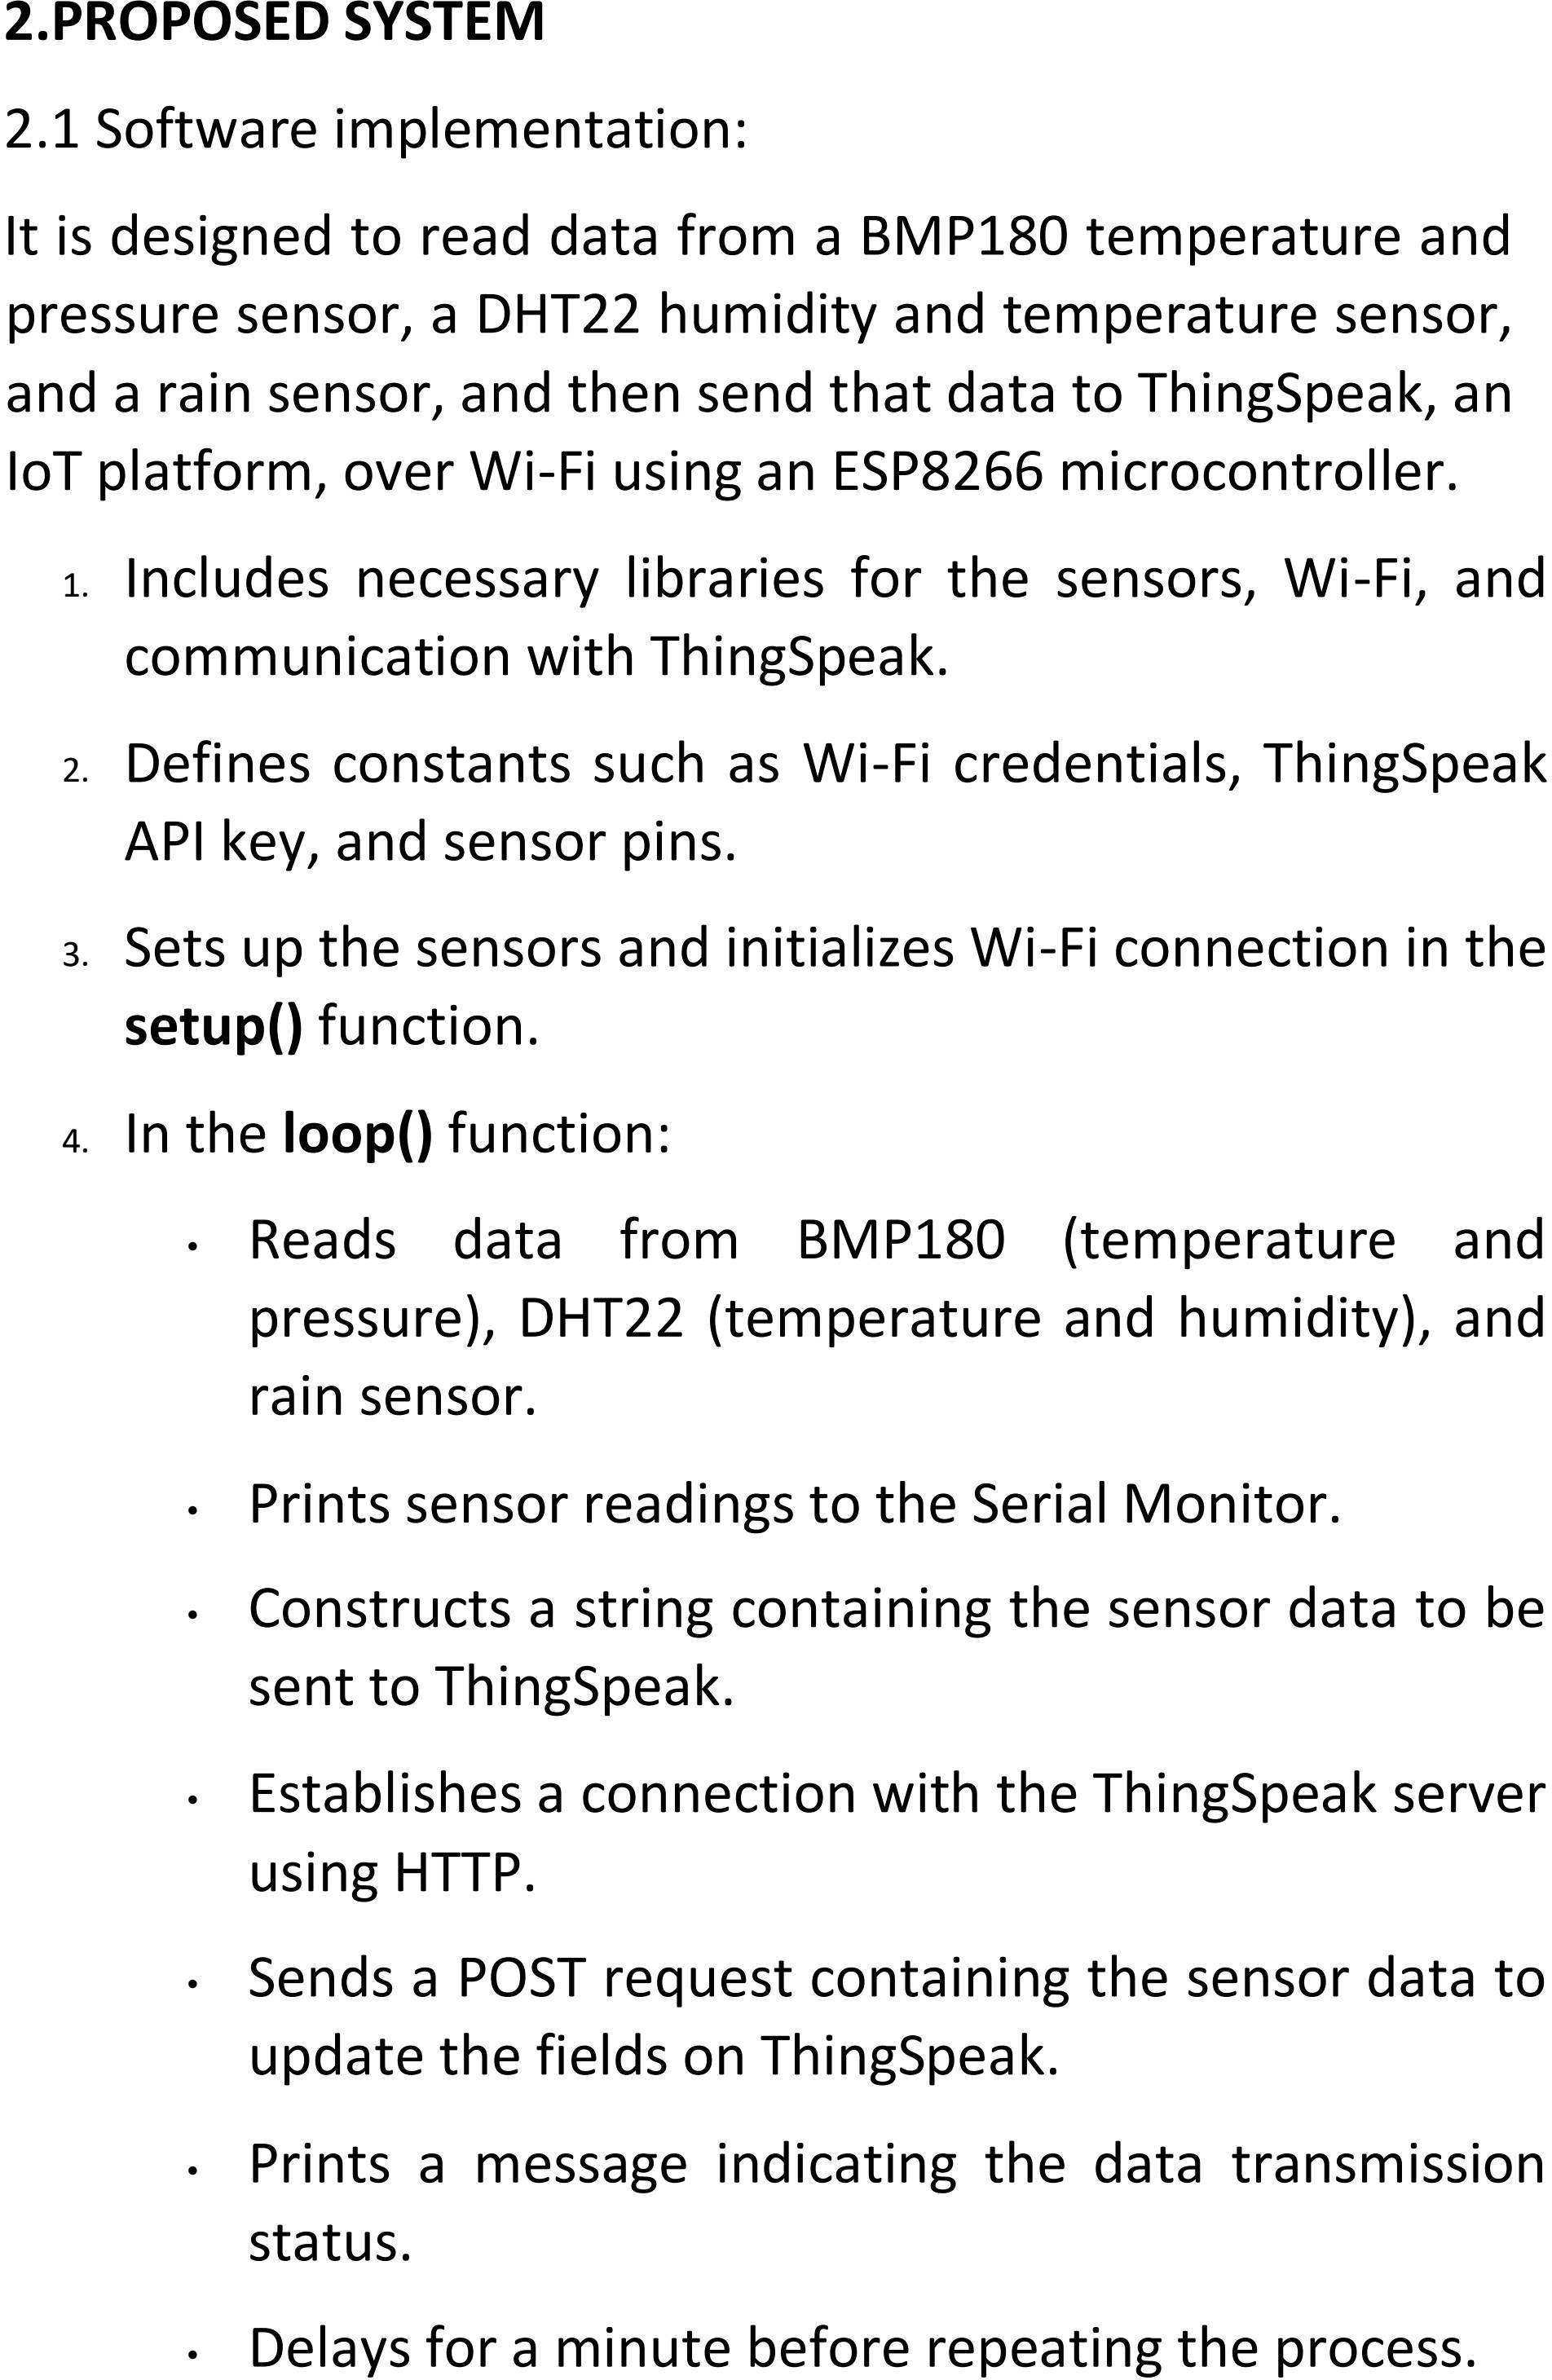 2.PROPOSED SYSTEM
2.1 Software implementation:
It is designed to read data from a BMP180 temperature and
pressure sensor, a DHT22 humidity and temperature sensor,
and a rain sensor, and then send that data to ThingSpeak, an
IoT platform, over Wi-Fi using an ESP8266 microcontroller.
1. Includes necessary libraries for the sensors, Wi-Fi, and
communication with ThingSpeak.
2. Defines constants such as Wi-Fi credentials, ThingSpeak
API key, and sensor pins.
3. Sets up the sensors and initializes Wi-Fi connection in the
setup() function.
4. In the loop() function:
• Reads data from BMP180 (temperature and
pressure), DHT22 (temperature and humidity), and
rain sensor.
• Prints sensor readings to the Serial Monitor.
• Constructs a string containing the sensor data to be
sent to ThingSpeak.
• Establishes a connection with the ThingSpeak server
using HTTP.
• Sends a POST request containing the sensor data to
update the fields on ThingSpeak.
• Prints a message indicating the data transmission
status.
• Delays for a minute before repeating the process.